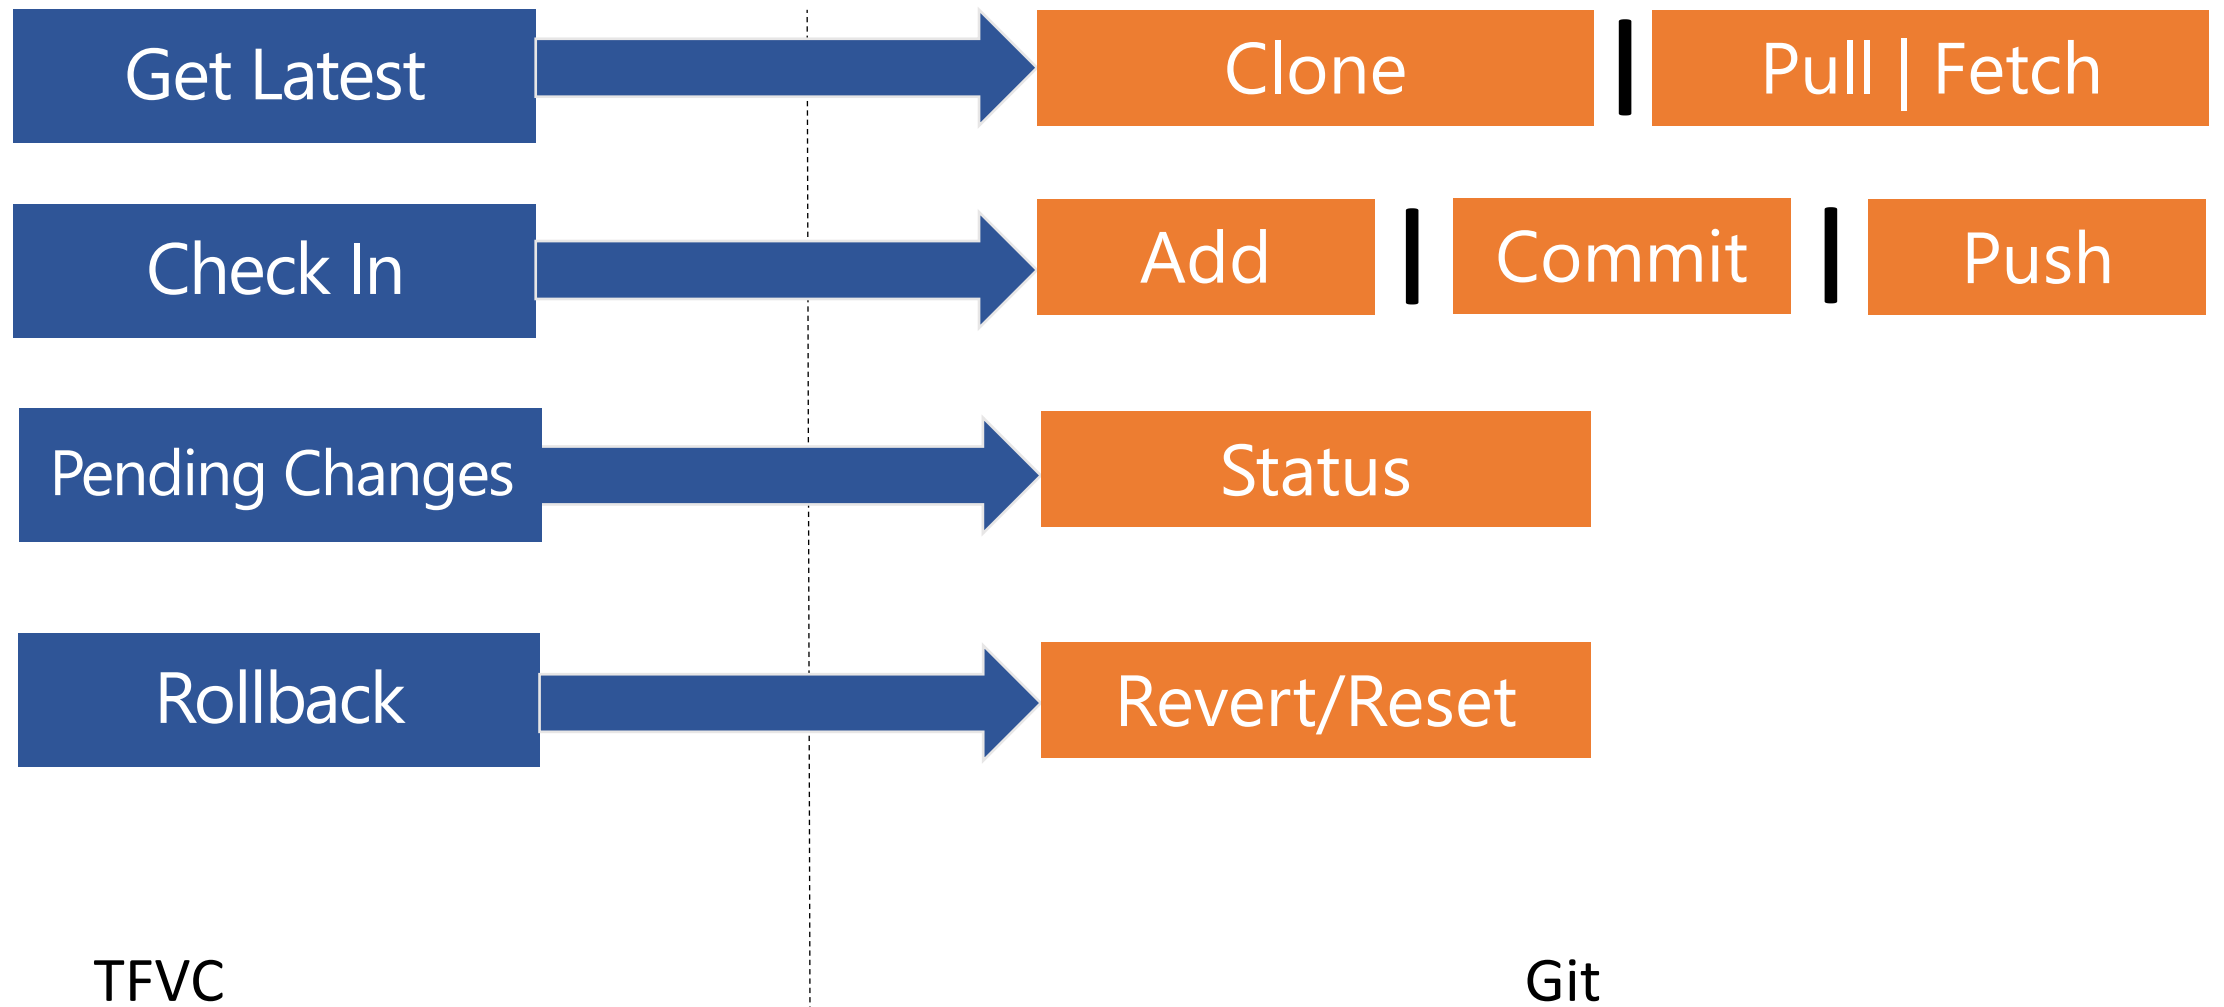 Get Latest
Clone
Pull | Fetch
Check In
Add
Commit
Push
Pending Changes
Status
Rollback
Revert/Reset
TFVC
Git